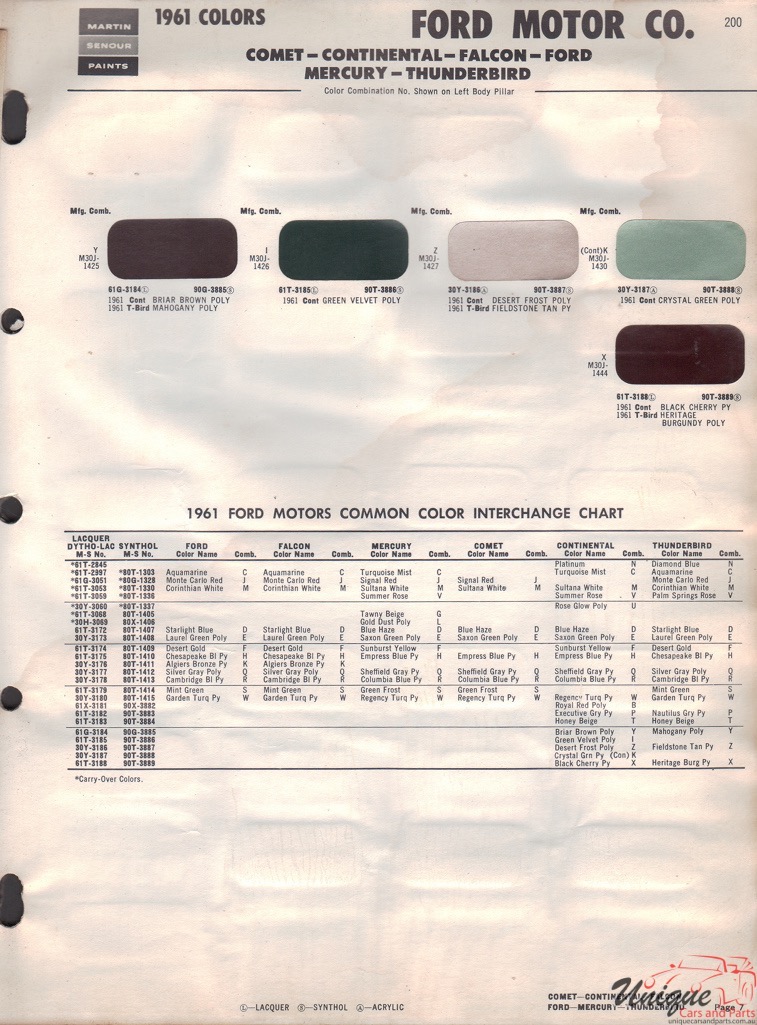 MARTIN
SENOUR
PAINTS
1961 COLORS
FORD MOTOR CO.
200
COMET—CONTINENTAL—FALCON—FORD
MERCURY—THUNDERBIRD
Color Combination No. Shown on Left Body Pillar
Mfg. Comb. Mfg. Comb. Mfg. Comb. Mfg. Comb.
Y M30J-1425
I M30J-1426
Z M30J-1427
(Cont)K M30J-1430
61G-3184Ⓛ 90G-3885Ⓢ
1961 Cont BRIAR BROWN POLY
1961 T-Bird MAHOGANY POLY
61T-3185Ⓛ 90T-3886Ⓢ
1961 Cont GREEN VELVET POLY
30Y-3186Ⓐ 90T-3887Ⓢ
1961 Cont DESERT FROST POLY
1961 T-Bird FIELDSTONE TAN PY
30Y-3187Ⓐ 90T-3888Ⓢ
1961 Cont CRYSTAL GREEN POLY
X M30J-1444
61T-3188Ⓛ 90T-3889Ⓢ
1961 Cont BLACK CHERRY PY
1961 T-Bird HERITAGE
BURGUNDY POLY
1961 FORD MOTORS COMMON COLOR INTERCHANGE CHART
LACQUER
DYTHO-LAC SYNTHOL FORD FALCON MERCURY COMET CONTINENTAL THUNDERBIRD
M-S No. M-S No. Color Name Comb. Color Name Comb. Color Name Comb. Color Name Comb. Color Name Comb. Color Name Comb.
*61T-2845 Platinum N Diamond Blue N
*61T-2997 *80T-1303 Aquamarine C Aquamarine C Turquoise Mist C Turquoise Mist C Aquamarine C
*61G-3051 *80G-1328 Monte Carlo Red J Monte Carlo Red J Signal Red J Signal Red J Monte Carlo Red J
*61T-3053 *80T-1330 Corinthian White M Corinthian White M Sultana White M Sultana White M Sultana White M Corinthian White M
*61T-3059 *80T-1336 Summer Rose V Summer Rose V Palm Springs Rose V
*30Y-3060 *80T-1337 Rose Glow Poly U
*61T-3068 80T-1405 Tawny Beige G
*30H-3069 80X-1406 Gold Dust Poly L
61T-3172 80T-1407 Starlight Blue D Starlight Blue D Blue Haze D Blue Haze D Blue Haze D Starlight Blue D
30Y-3173 80T-1408 Laurel Green Poly E Laurel Green Poly E Saxon Green Poly E Saxon Green Poly E Saxon Green Poly E Laurel Green Poly E
61T-3174 80T-1409 Desert Gold F Desert Gold F Sunburst Yellow F Sunburst Yellow F Desert Gold F
61T-3175 80T-1410 Chesapeake Bl Py H Chesapeake Bl Py H Empress Blue Py H Empress Blue Py H Empress Blue Py H Chesapeake Bl Py H
30Y-3176 80T-1411 Algiers Bronze Py K Algiers Bronze Py K
30Y-3177 80T-1412 Silver Gray Poly Q Silver Gray Poly Q Sheffield Gray Py Q Sheffield Gray Py Q Sheffield Gray Py Q Silver Gray Poly Q
30Y-3178 80T-1413 Cambridge Bl Py R Cambridge Bl Py R Columbia Blue Py R Columbia Blue Py R Columbia Blue Py R Cambridge Bl Py R
61T-3179 80T-1414 Mint Green S Mint Green S Green Frost S Green Frost S Mint Green S
30Y-3180 80T-1415 Garden Turq Py W Garden Turq Py W Regency Turq Py W Regency Turq Py W Regency Turq Py W Garden Turq Py W
61X-3181 90X-3882 Royal Red Poly B
61T-3182 90T-3883 Executive Gry Py P Nautilus Gry Py P
61T-3183 90T-3884 Honey Beige T Honey Beige T
61G-3184 90G-3885 Briar Brown Poly Y Mahogany Poly Y
61T-3185 90T-3886 Green Velvet Poly I
30Y-3186 90T-3887 Desert Frost Poly Z Fieldstone Tan Py Z
30Y-3187 90T-3888 Crystal Grn Py (Con) K
61T-3188 90T-3889 Black Cherry Py X Heritage Burg Py X
*Carry-Over Colors.
Ⓛ—LACQUER Ⓢ—SYNTHOL Ⓐ—ACRYLIC
COMET—CONTINENTAL—FALCON
FORD—MERCURY—THUNDERBIRD Page 7
Unique
Cars and Parts
uniquecarsandparts.com.au